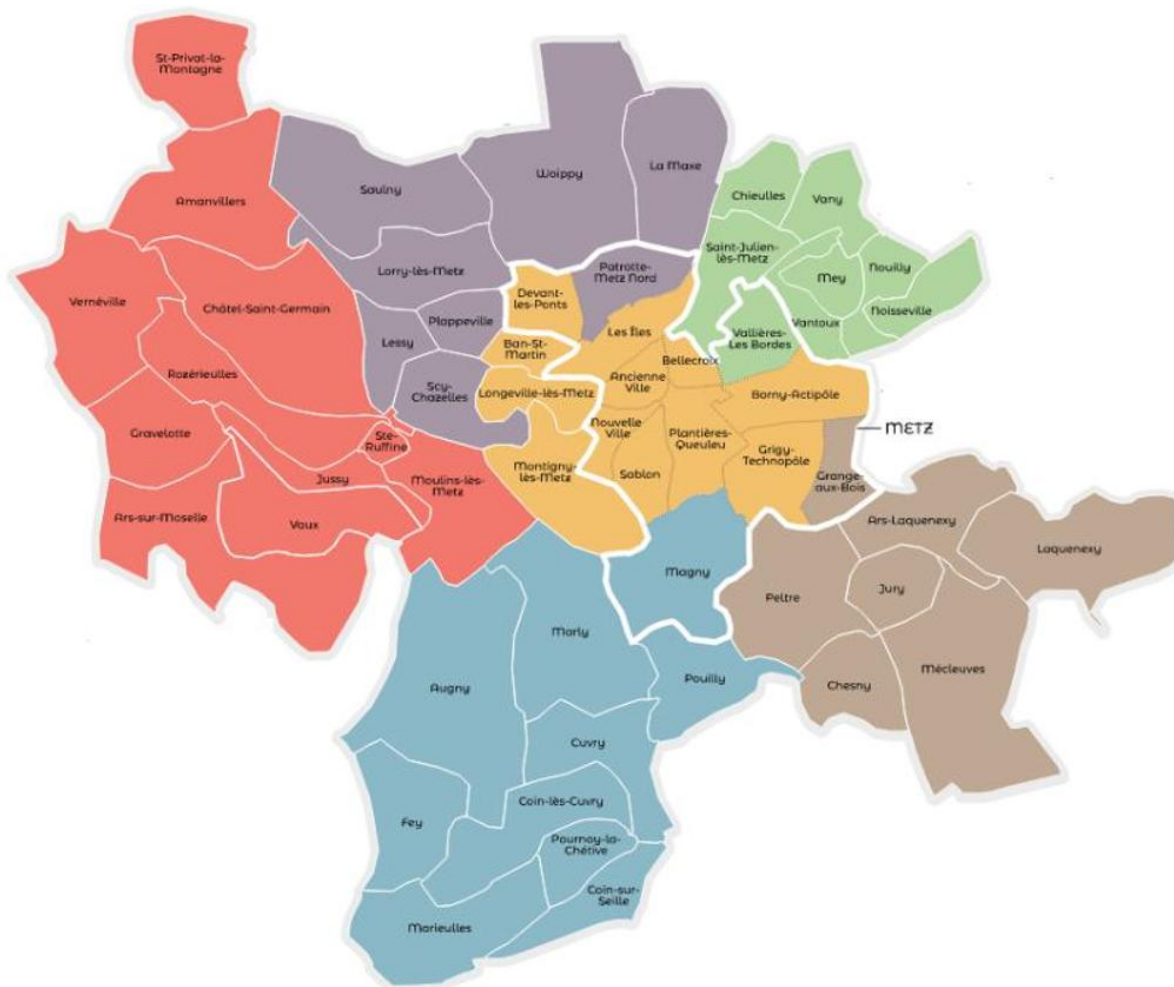 St-Privat-la-
Montagne
Amanvillers
Saulny
Woippy
La Maxe
Chieulles
Vany
Saint-Julien-
lès-Metz
Mey
Nouilly
Noisseville
Vantoux
Vallières-
Les Bordes
Lorry-lès-Metz
Patrotte-
Metz Nord
Devant-
les-Ponts
Vernéville
Châtel-Saint-Germain
Plappeville
Lessy
Les Îles
Ban-St-
Martin
Bellecroix
Ancienne
Ville
Rozérieulles
Scy-
Chazelles
Longeville-lès-Metz
Borny-Actipôle
Gravelotte
Ste-
Ruffine
Nouvelle
Ville
Plantières-
Queuleu
METZ
Grigy-
Technopôle
Sablon
Montigny-
lès-Metz
Grange-
aux-Bois
Jussy
Moulins-lès-
Metz
Ars-sur-Moselle
Vaux
Ars-Laquenexy
Laquenexy
Magny
Peltre
Jury
Marly
Augny
Pouilly
Chesny
Mécleuves
Cuvry
Coin-lès-Cuvry
Fey
Pournoy-la-
Chétive
Coin-sur-
Seille
Marieulles